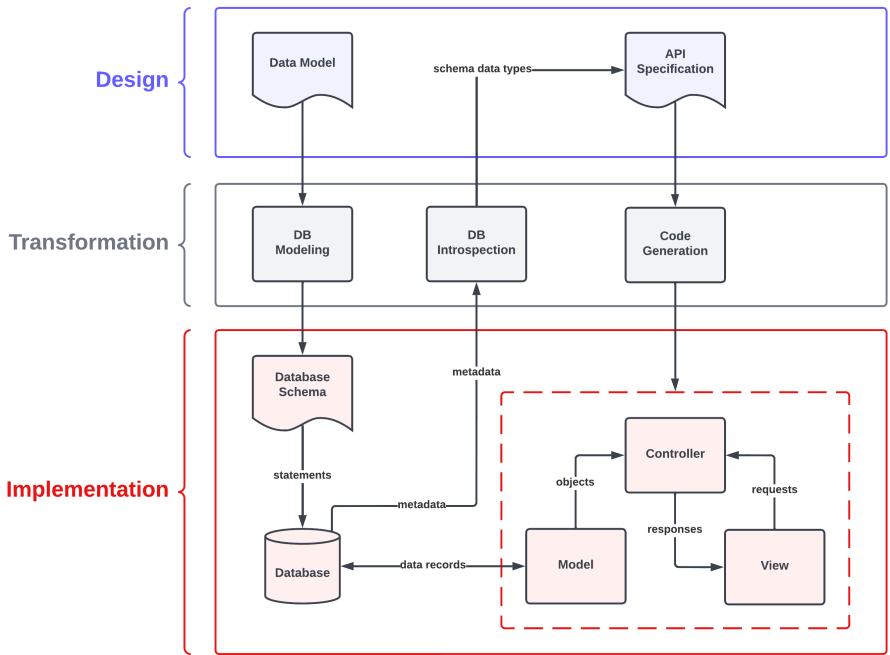 Design
Data Model
schema data types
API
Specification
Transformation
DB
Modeling
DB
Introspection
Code
Generation
Implementation
Database
Schema
metadata
statements
metadata
Database
data records
Controller
objects
requests
responses
Model
View